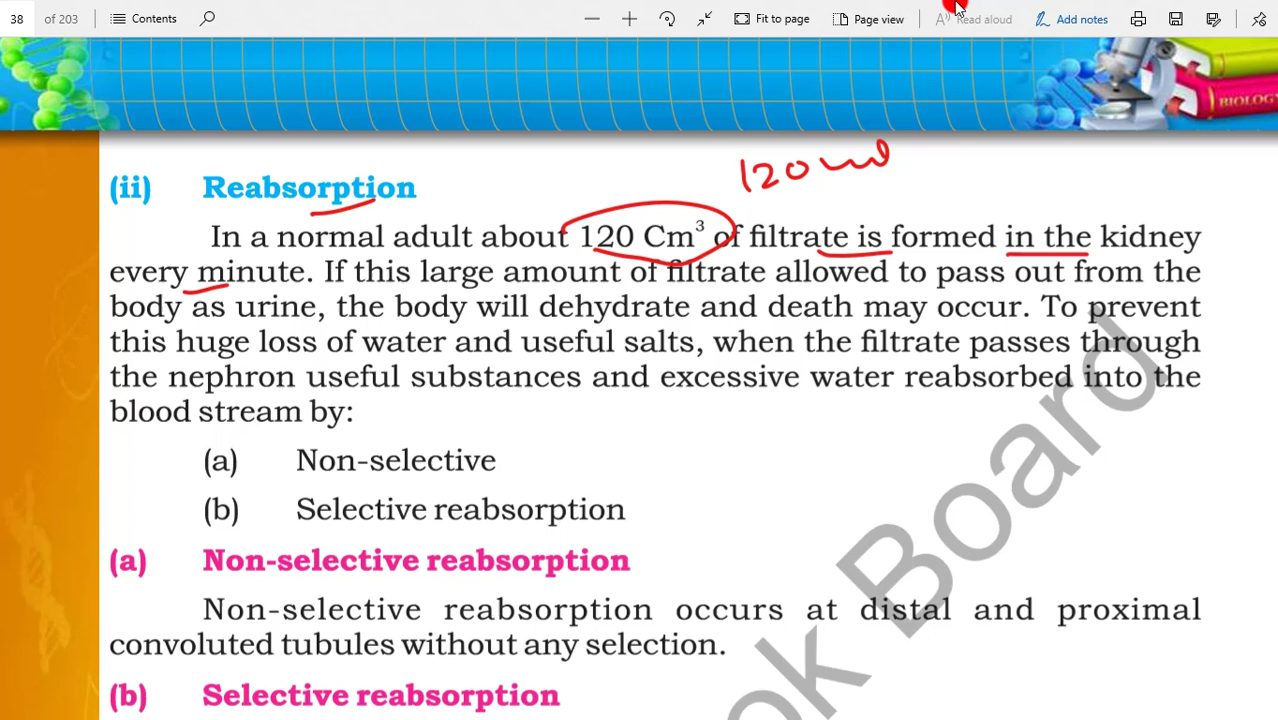 38 of 203 Contents Fit to page Page view Read aloud Add notes
BIOLOGY
120 ml
(ii) Reabsorption
In a normal adult about 120 Cm³ of filtrate is formed in the kidney
every minute. If this large amount of filtrate allowed to pass out from the
body as urine, the body will dehydrate and death may occur. To prevent
this huge loss of water and useful salts, when the filtrate passes through
the nephron useful substances and excessive water reabsorbed into the
blood stream by:
(a) Non-selective
(b) Selective reabsorption
(a) Non-selective reabsorption
Non-selective reabsorption occurs at distal and proximal
convoluted tubules without any selection.
(b) Selective reabsorption
ok Board